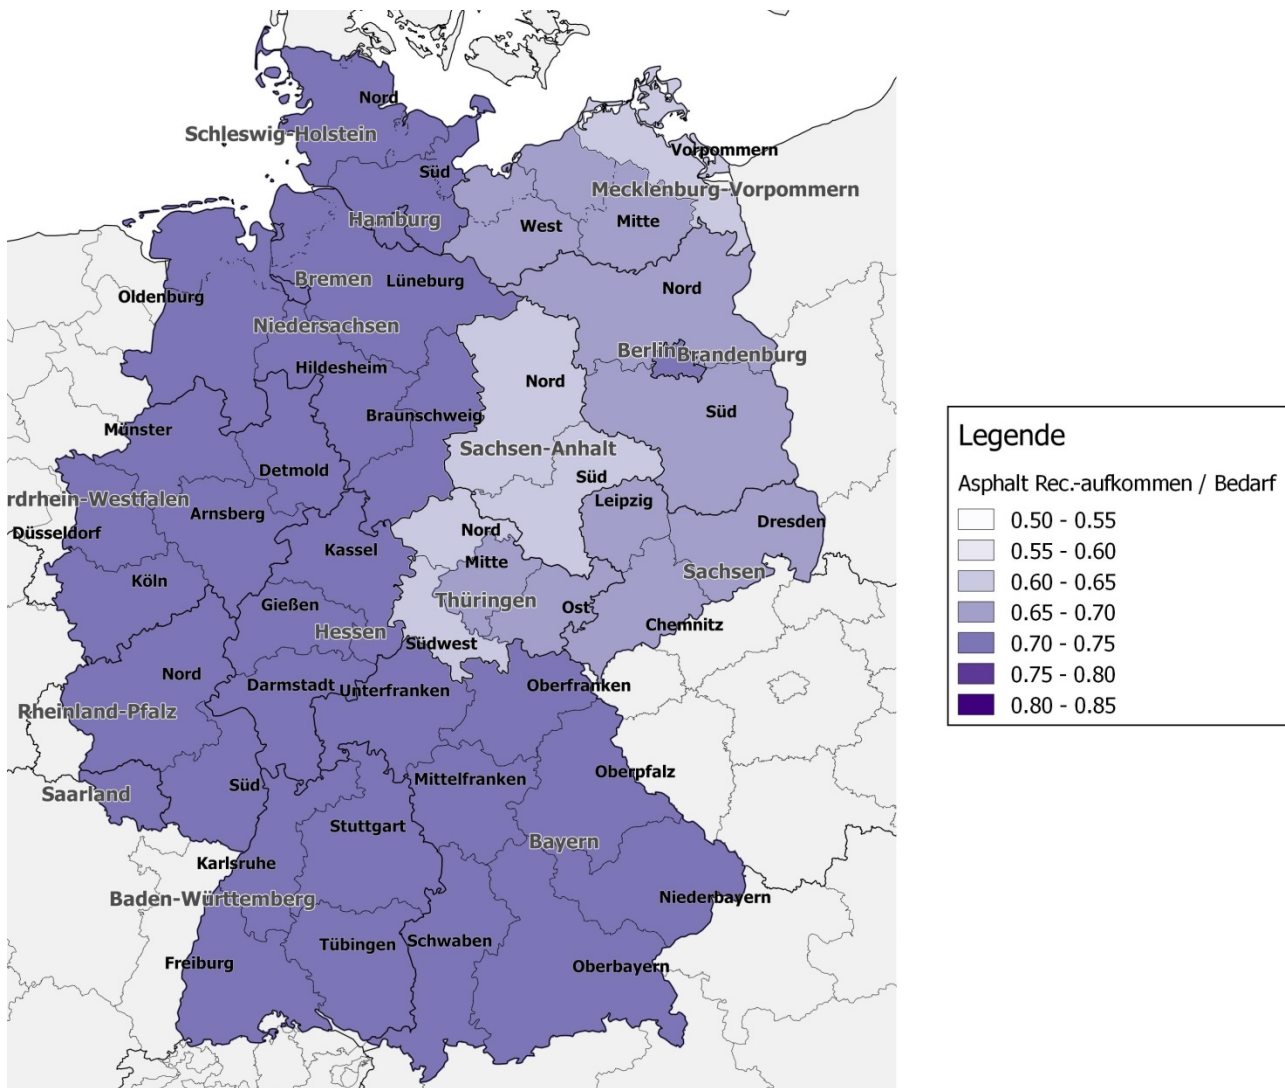 Nord
Schleswig-Holstein
Vorpommern
Süd
Mecklenburg-Vorpommern
Hamburg
West
Mitte
Bremen
Lüneburg
Oldenburg
Nord
Niedersachsen
Berlin
Brandenburg
Hildesheim
Nord
Braunschweig
Süd
Münster
Sachsen-Anhalt
Detmold
Süd
rdrhein-Westfalen
Leipzig
Arnsberg
Düsseldorf
Dresden
Kassel
Nord
Mitte
Köln
Sachsen
Gießen
Thüringen
Ost
Hessen
Chemnitz
Südwest
Nord
Darmstadt
Unterfranken
Oberfranken
Rheinland-Pfalz
Oberpfalz
Mittelfranken
Süd
Saarland
Stuttgart
Bayern
Karlsruhe
Baden-Württemberg
Niederbayern
Tübingen
Schwaben
Freiburg
Oberbayern
Legende
Asphalt Rec.-aufkommen / Bedarf
0.50 - 0.55
0.55 - 0.60
0.60 - 0.65
0.65 - 0.70
0.70 - 0.75
0.75 - 0.80
0.80 - 0.85